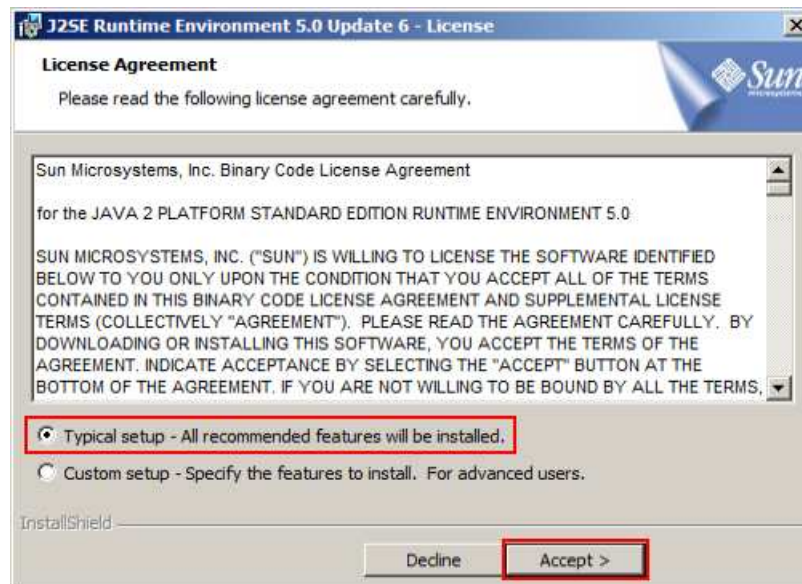 J2SE Runtime Environment 5.0 Update 6 - License
License Agreement
Please read the following license agreement carefully.
Sun
microsystems
Sun Microsystems, Inc. Binary Code License Agreement
for the JAVA 2 PLATFORM STANDARD EDITION RUNTIME ENVIRONMENT 5.0
SUN MICROSYSTEMS, INC. ("SUN") IS WILLING TO LICENSE THE SOFTWARE IDENTIFIED
BELOW TO YOU ONLY UPON THE CONDITION THAT YOU ACCEPT ALL OF THE TERMS
CONTAINED IN THIS BINARY CODE LICENSE AGREEMENT AND SUPPLEMENTAL LICENSE
TERMS (COLLECTIVELY "AGREEMENT"). PLEASE READ THE AGREEMENT CAREFULLY. BY
DOWNLOADING OR INSTALLING THIS SOFTWARE, YOU ACCEPT THE TERMS OF THE
AGREEMENT. INDICATE ACCEPTANCE BY SELECTING THE "ACCEPT" BUTTON AT THE
BOTTOM OF THE AGREEMENT. IF YOU ARE NOT WILLING TO BE BOUND BY ALL THE TERMS,
Typical setup - All recommended features will be installed.
Custom setup - Specify the features to install. For advanced users.
InstallShield
Decline
Accept >